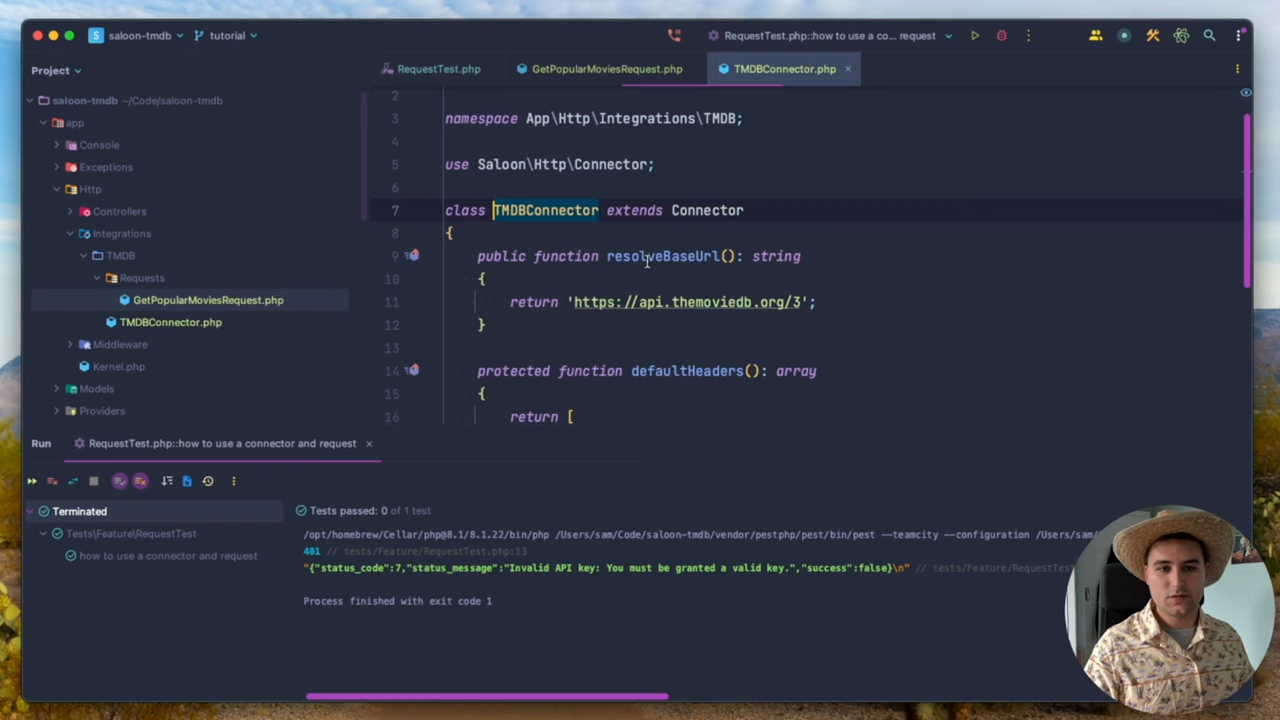 saloon-tmdb
tutorial
RequestTest.php::how to use a co... request
Project
RequestTest.php
GetPopularMoviesRequest.php
TMDBConnector.php
saloon-tmdb ~/Code/saloon-tmdb
app
Console
Exceptions
Http
Controllers
Integrations
TMDB
Requests
GetPopularMoviesRequest.php
TMDBConnector.php
Middleware
Kernel.php
Models
Providers
2
3 namespace App\Http\Integrations\TMDB;
4
5 use Saloon\Http\Connector;
6
7 class TMDBConnector extends Connector
8 {
9 public function resolveBaseUrl(): string
10 {
11 return 'https://api.themoviedb.org/3';
12 }
13
14 protected function defaultHeaders(): array
15 {
16 return [
Run
RequestTest.php::how to use a connector and request
Terminated
Tests\Feature\RequestTest
how to use a connector and request
Tests passed: 0 of 1 test
/opt/homebrew/Cellar/php@8.1/8.1.22/bin/php /Users/sam/Code/saloon-tmdb/vendor/pestphp/pest/bin/pest --teamcity --configuration /Users/sam/
401 // tests/Feature/RequestTest.php:13
"{"status_code":7,"status_message":"Invalid API key: You must be granted a valid key.","success":false}\n" // tests/Feature/RequestTest
Process finished with exit code 1